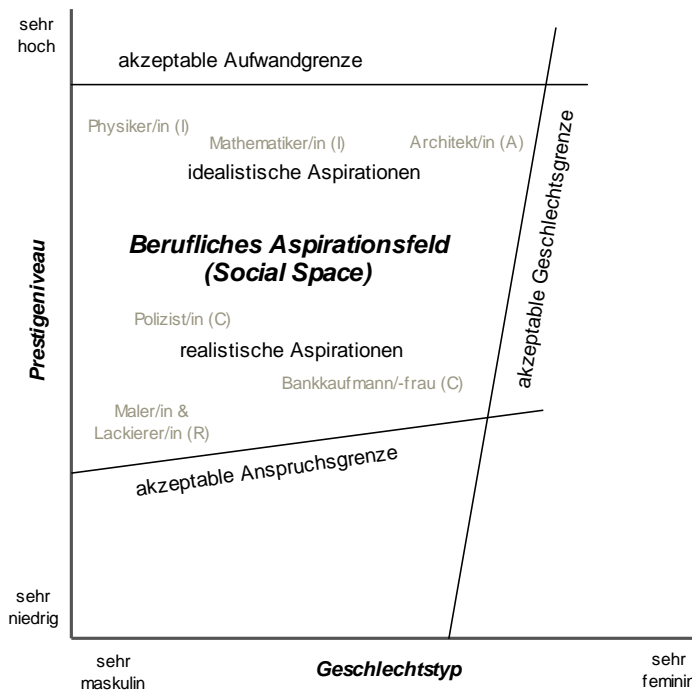 sehr
hoch
akzeptable Aufwandgrenze
Physiker/in (I)
Mathematiker/in (I)
Architekt/in (A)
idealistische Aspirationen
akzeptable Geschlechtsgrenze
Berufliches Aspirationsfeld
(Social Space)
Prestigeniveau
Polizist/in (C)
realistische Aspirationen
Bankkaufmann/-frau (C)
Maler/in &
Lackierer/in (R)
akzeptable Anspruchsgrenze
sehr
niedrig
sehr
maskulin
Geschlechtstyp
sehr
feminin